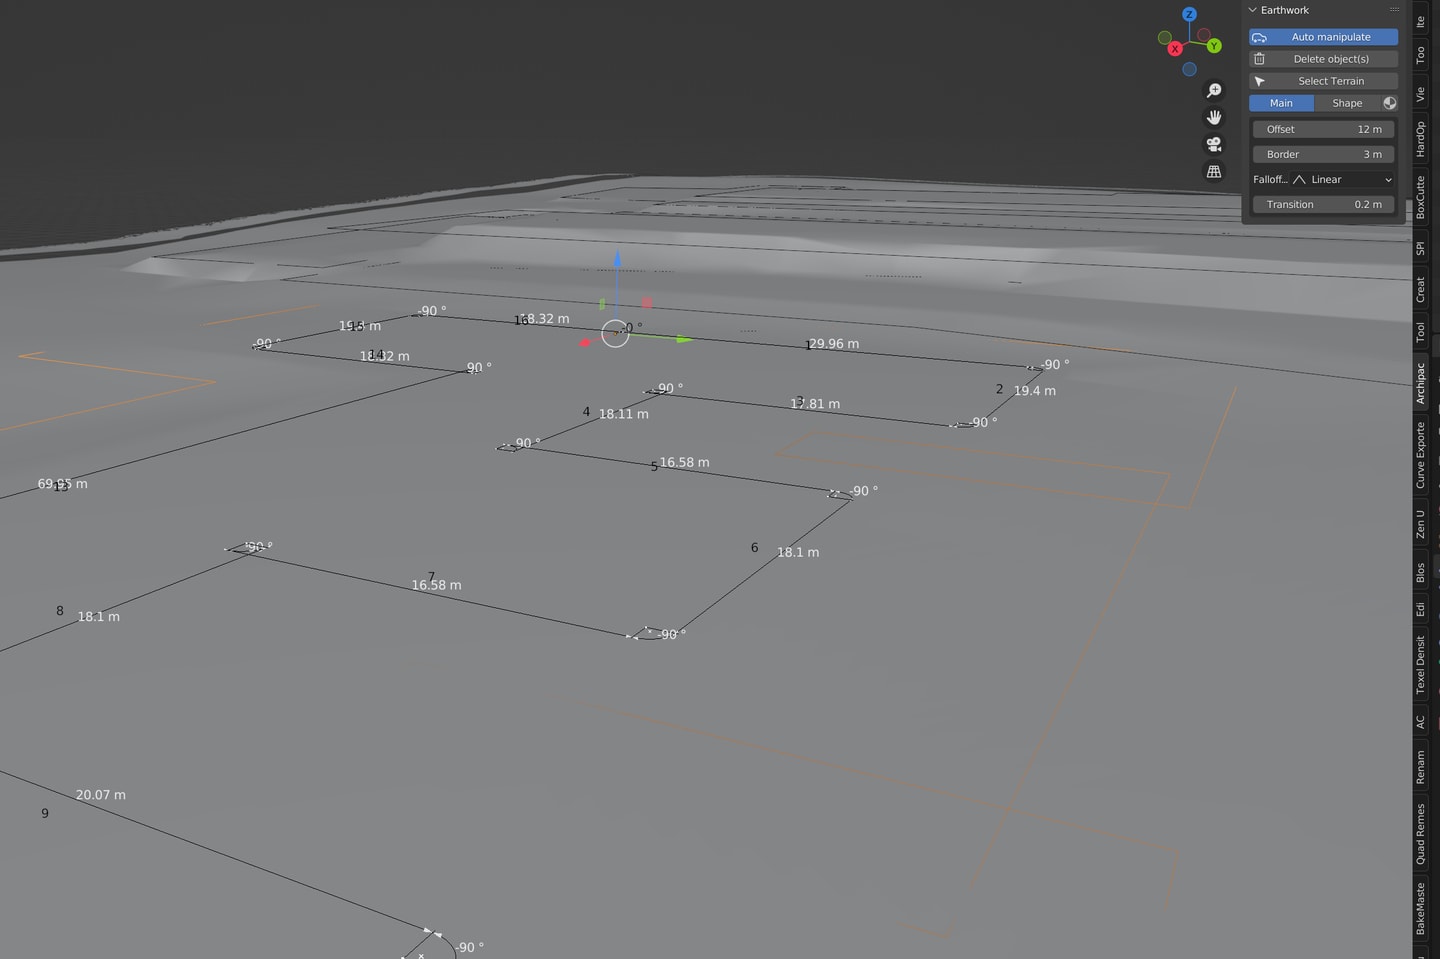 Earthwork
Auto manipulate
Delete object(s)
Select Terrain
Main
Shape
Offset 12 m
Border 3 m
Falloff... Linear
Transition 0.2 m
Z
X
Y
Ite
Too
Vie
HardOp
BoxCutte
SPI
Creat
Tool
Archipac
Curve Exporte
Zen U
Blos
Edi
Texel Densit
AC
Renam
Quad Remes
BakeMaste
-90 °
16
18.32 m
-0 °
1
29.96 m
-90 °
-90 °
14
18.32 m
90 °
2
19.4 m
-90 °
4
18.11 m
3
17.81 m
-90 °
90 °
5
16.58 m
-90 °
6
18.1 m
13
-90 °
7
16.58 m
-90 °
8
18.1 m
20.07 m
9
-90 °